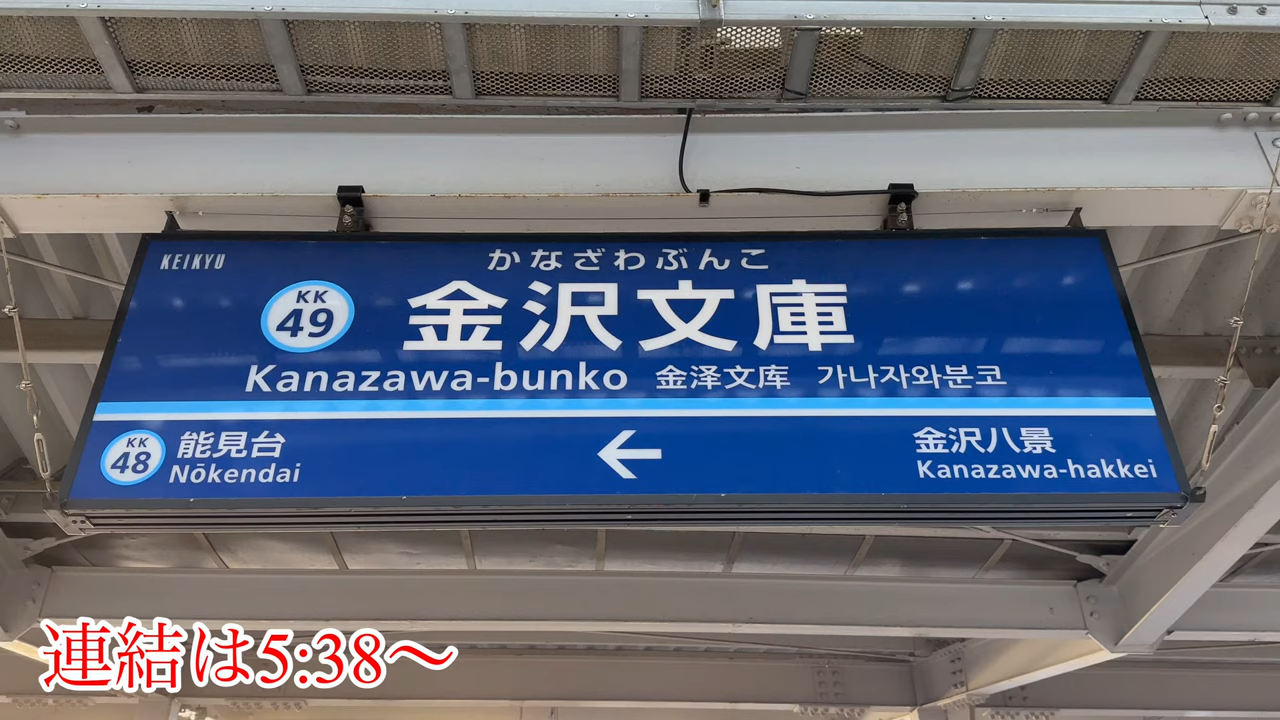 KEIKYU
かなざわぶんこ
KK
49
金沢文庫
Kanazawa-bunko 金泽文库 가나자와분코
KK
48
能見台
Nōkendai
←
金沢八景
Kanazawa-hakkei
連結は5:38〜